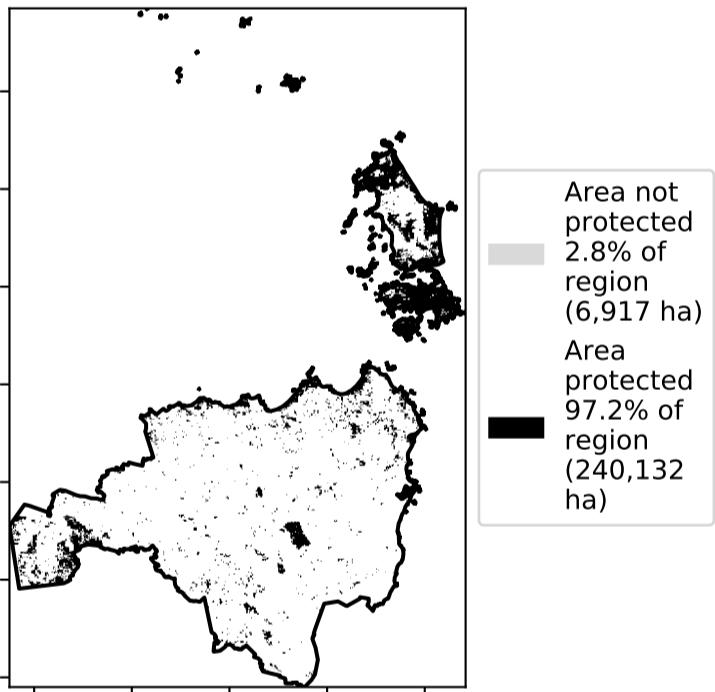 Area not
protected
2.8% of
region
(6,917 ha)
Area
protected
97.2% of
region
(240,132
ha)